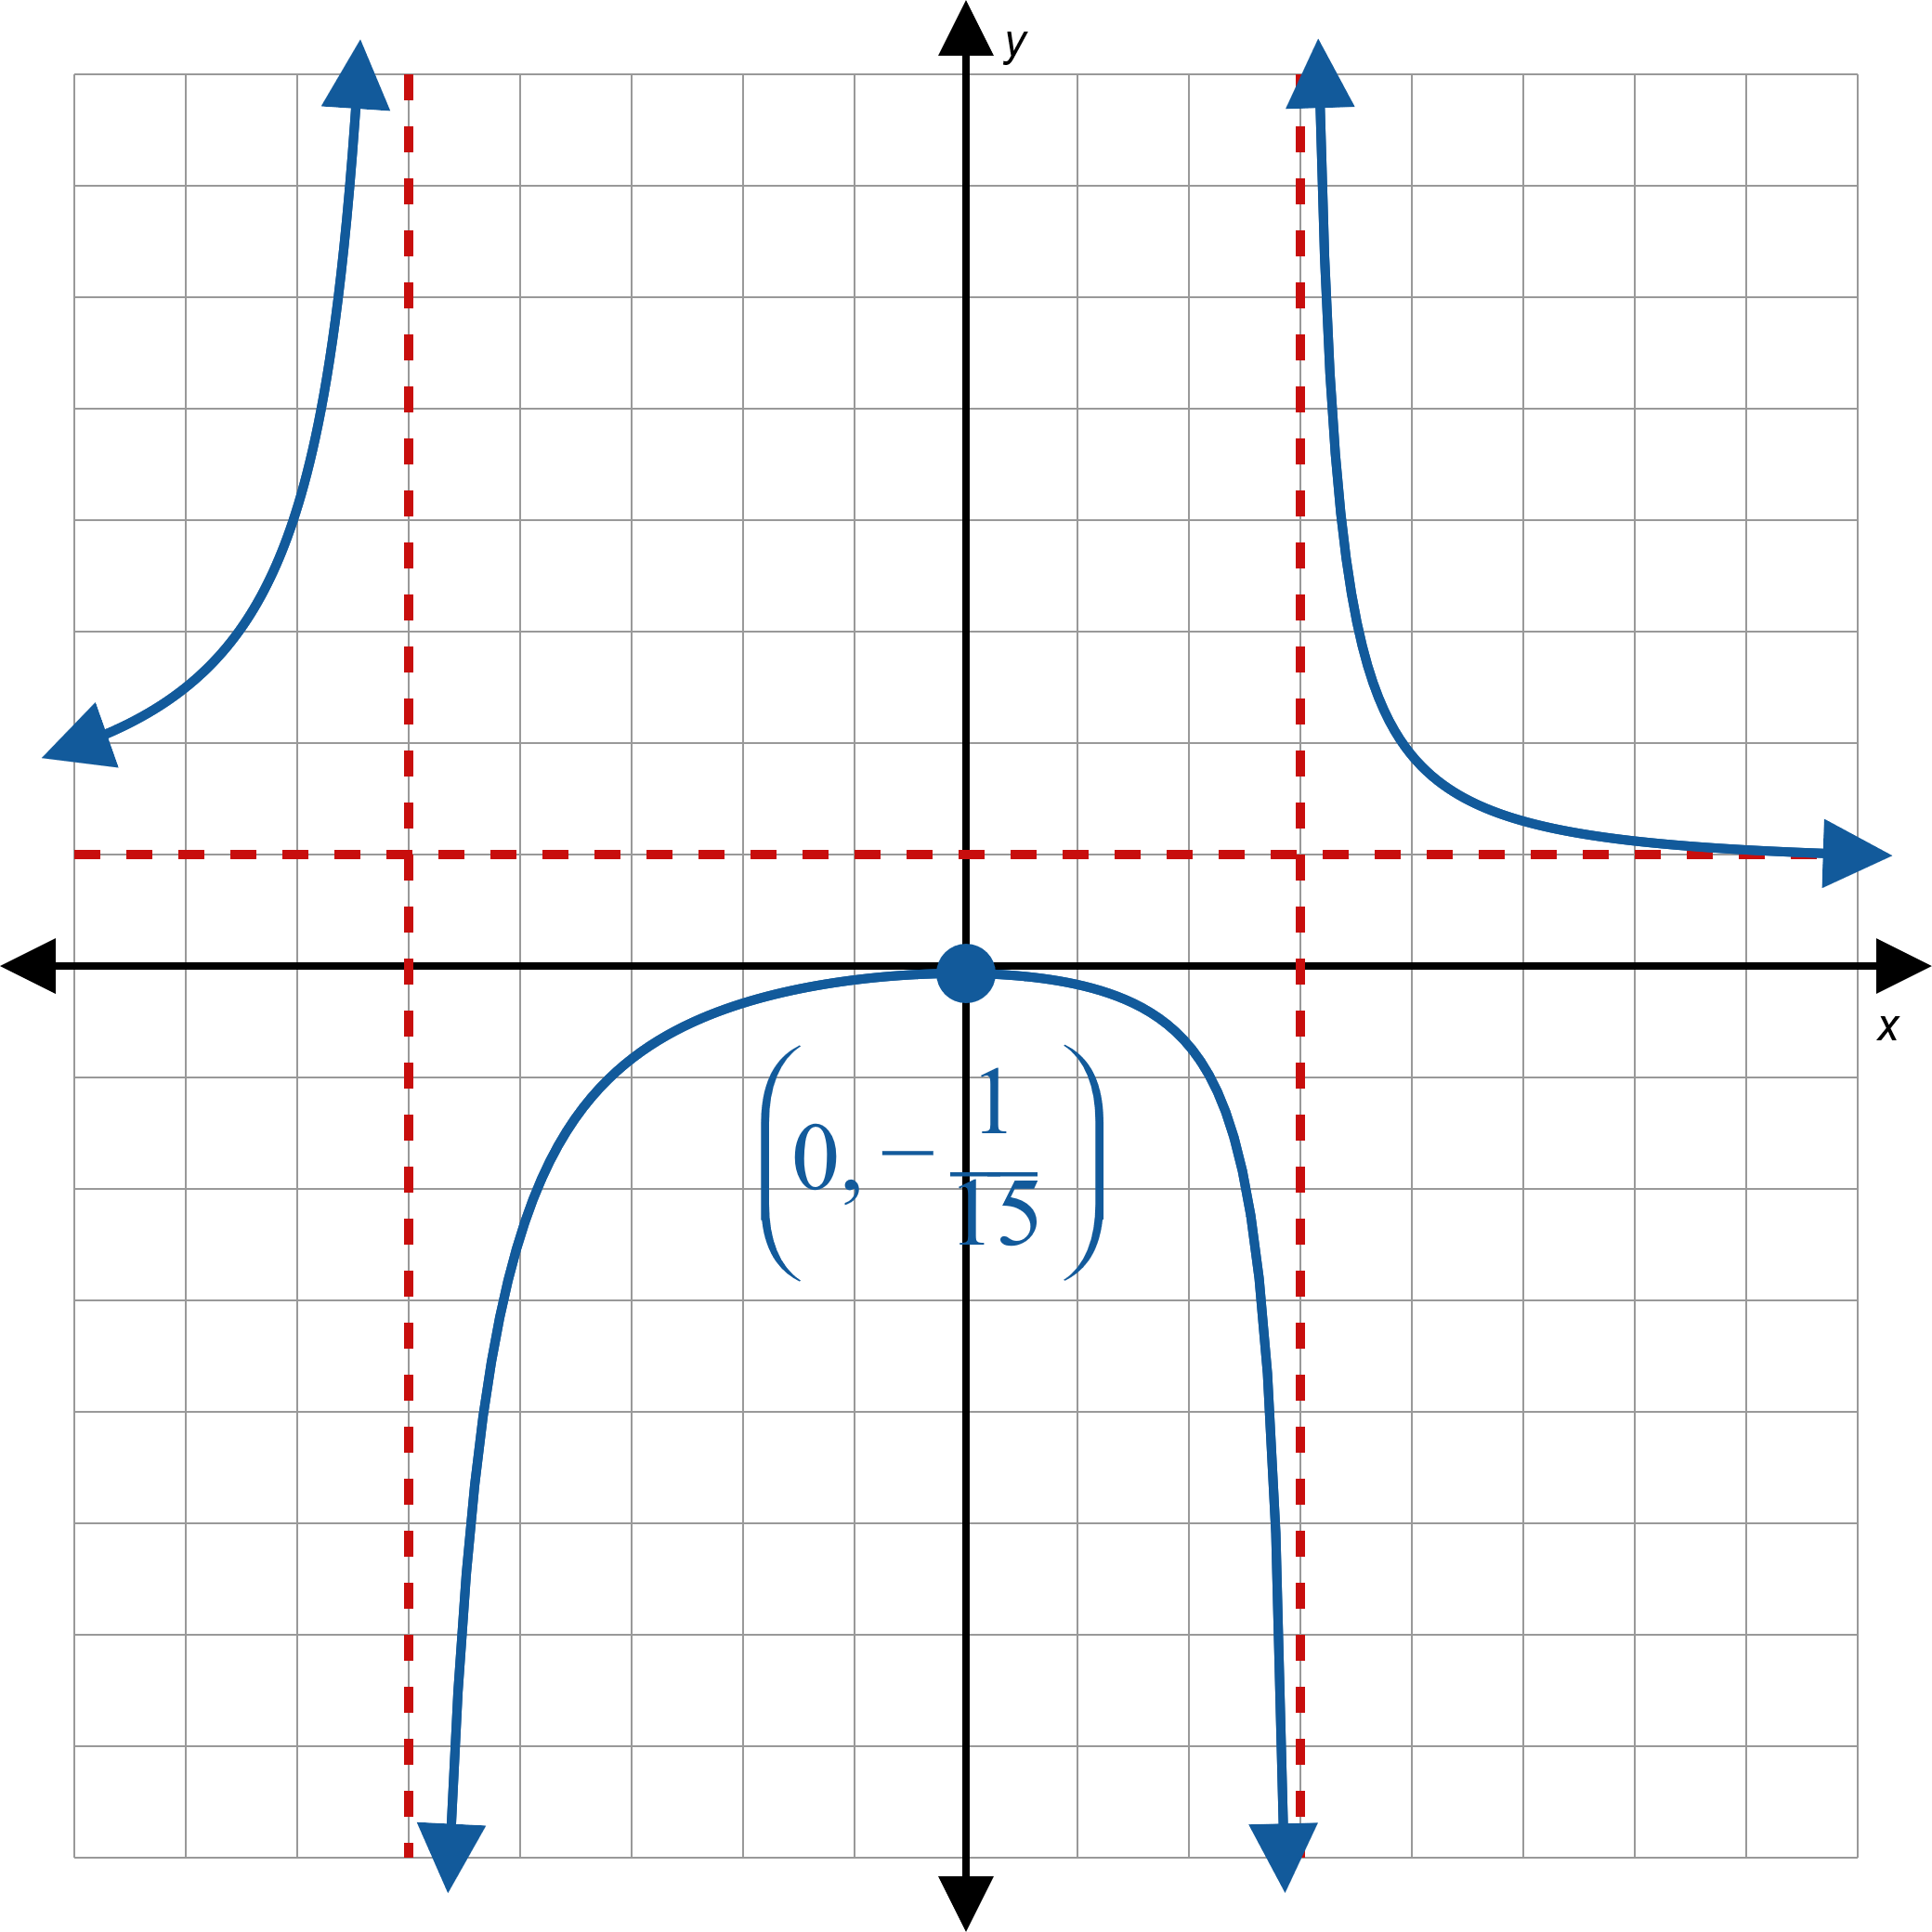 y
x
(0, −1/15)